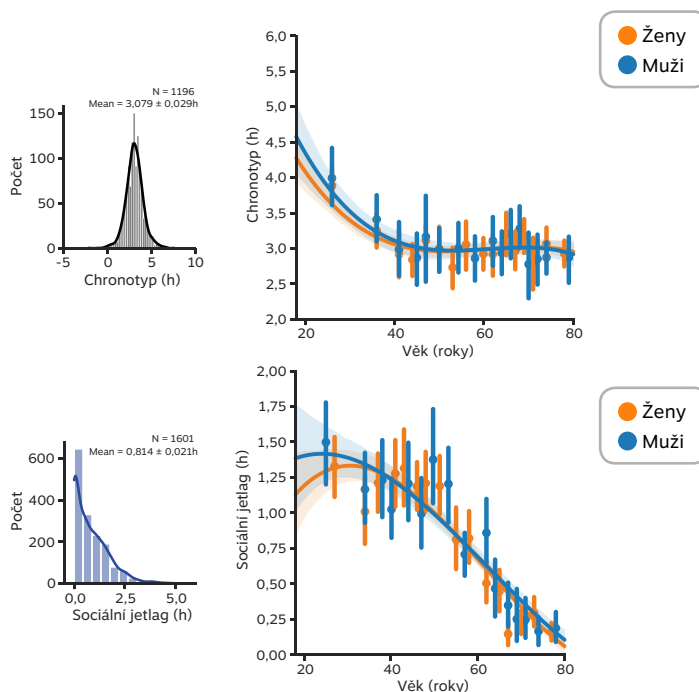 N = 1196
Mean = 3,079 ± 0,029h
150
100
50
0
Počet
-5
-0
5
10
Chronotyp (h)
6,0
5,5
5,0
4,5
4,0
3,5
3,0
2,5
2,0
Chronotyp (h)
20
40
60
80
Věk (roky)
Ženy
Muži
N = 1601
Mean = 0,814 ± 0,021h
600
400
200
0
Počet
0,0
2,5
5,0
Sociální jetlag (h)
2,00
1,75
1,50
1,25
1,00
0,75
0,50
0,25
0,00
Sociální jetlag (h)
20
40
60
80
Věk (roky)
Ženy
Muži